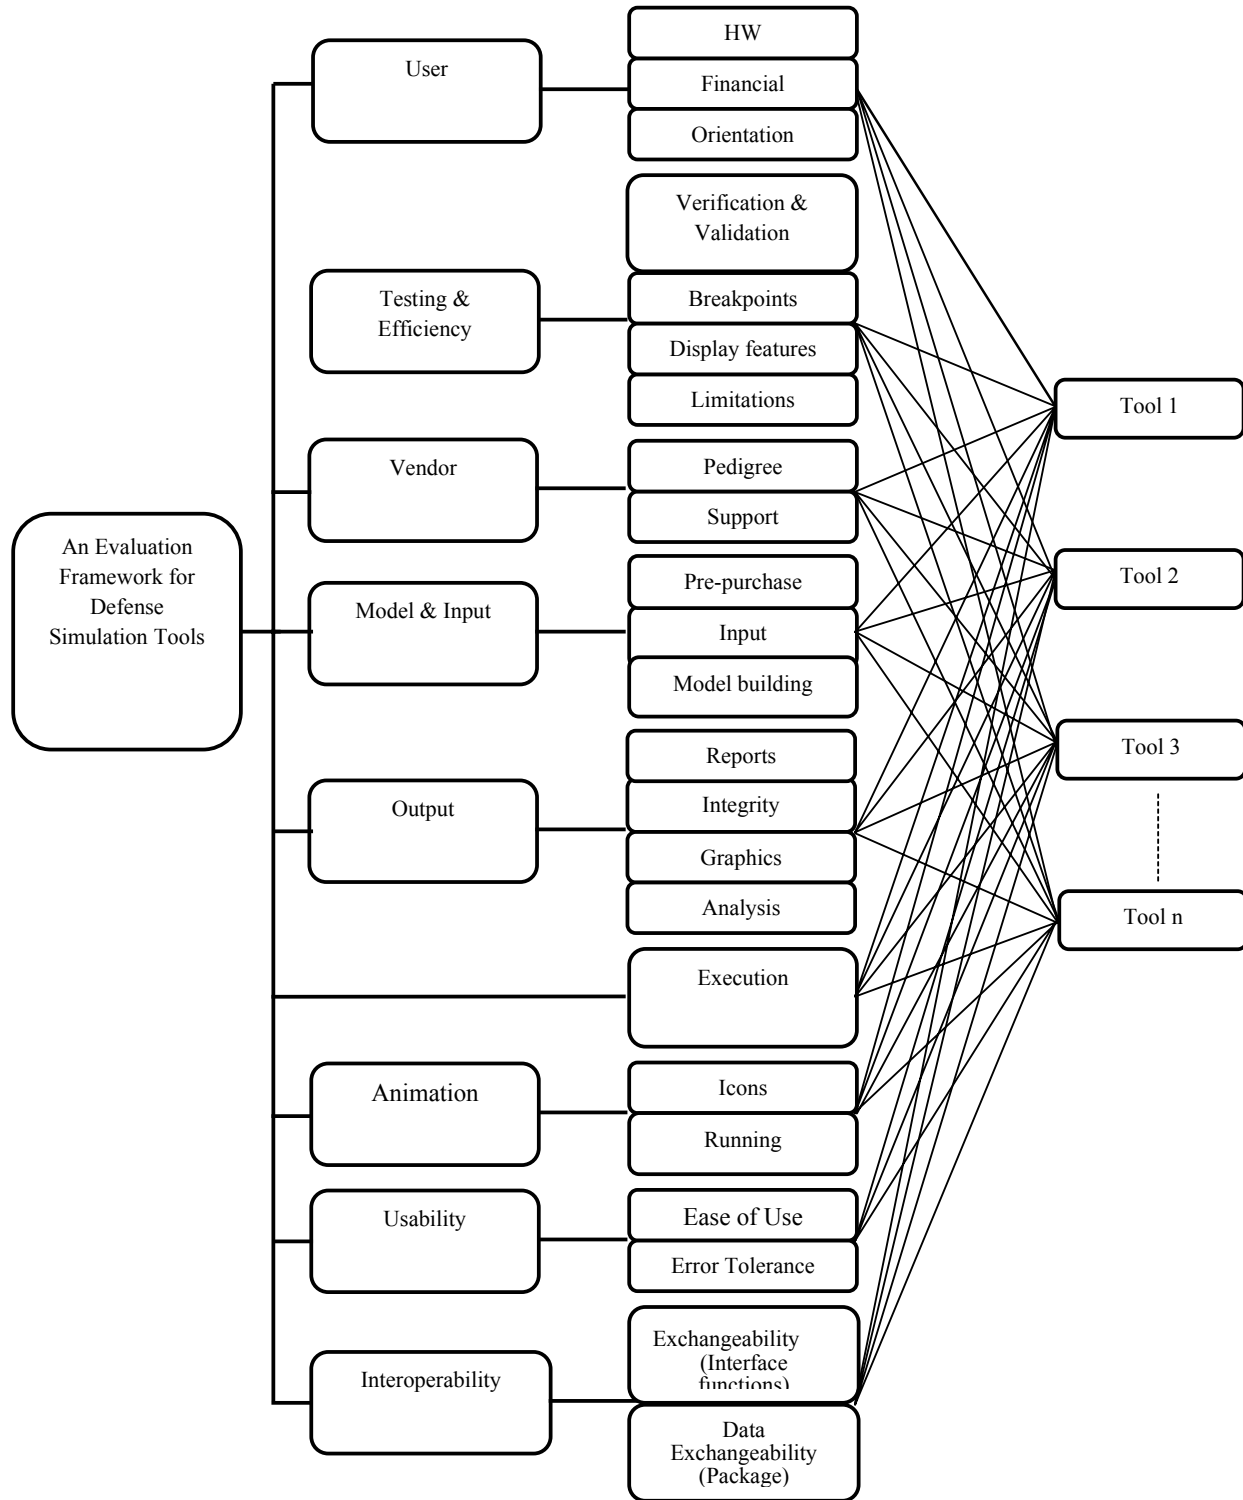 An Evaluation
Framework for
Defense
Simulation Tools
User
HW
Financial
Orientation
Testing &
Efficiency
Verification &
Validation
Breakpoints
Display features
Limitations
Vendor
Pedigree
Support
Model & Input
Pre-purchase
Input
Model building
Output
Reports
Integrity
Graphics
Analysis
Execution
Animation
Icons
Running
Usability
Ease of Use
Error Tolerance
Interoperability
Exchangeability
(Interface
functions)
Data
Exchangeability
(Package)
Tool 1
Tool 2
Tool 3
Tool n